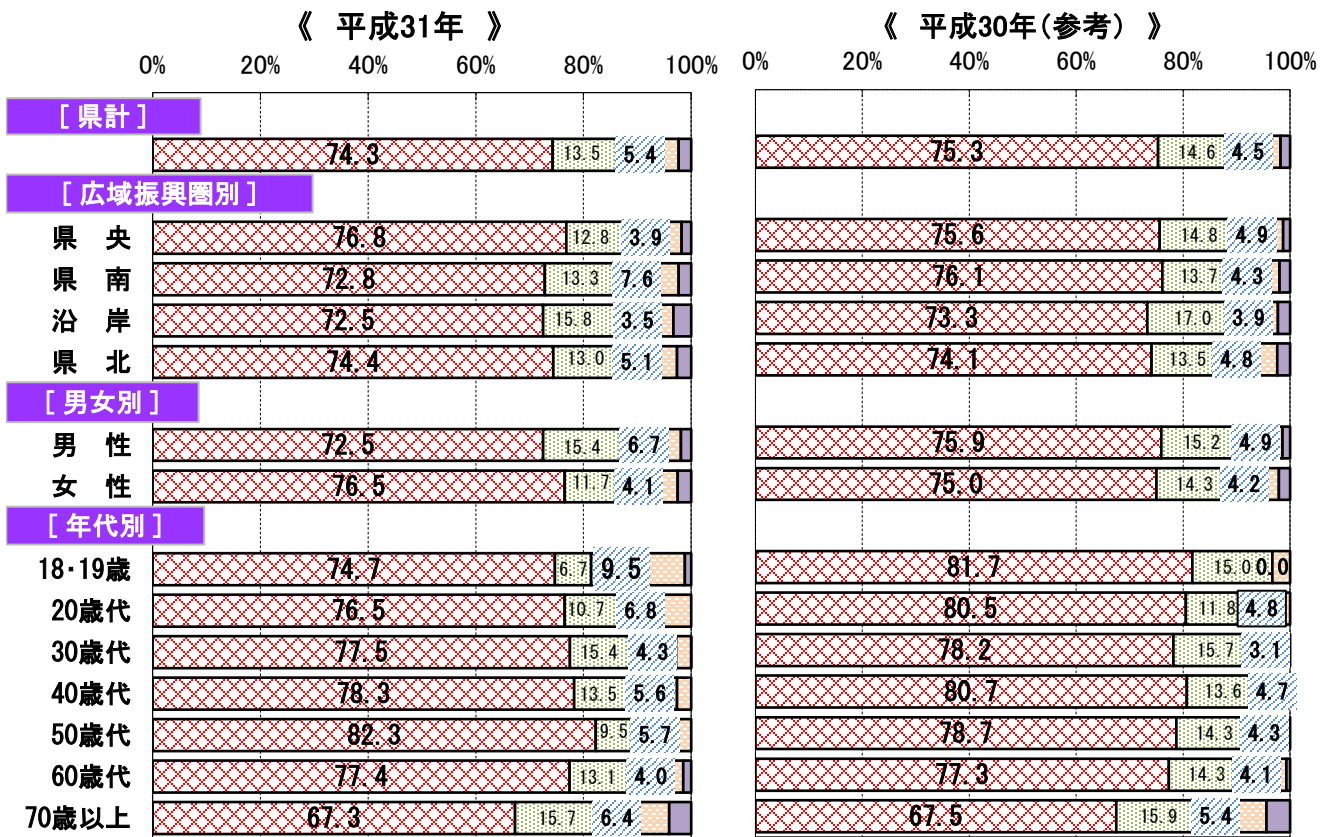 《 平成31年 》 《 平成30年(参考) 》
0% 20% 40% 60% 80% 100% 0% 20% 40% 60% 80% 100%
[ 県計 ]
74.3 13.5 5.4 75.3 14.6 4.5
[ 広域振興圏別 ]
県 央 76.8 12.8 3.9 75.6 14.8 4.9
県 南 72.8 13.3 7.6 76.1 13.7 4.3
沿 岸 72.5 15.8 3.5 73.3 17.0 3.9
県 北 74.4 13.0 5.1 74.1 13.5 4.8
[ 男女別 ]
男 性 72.5 15.4 6.7 75.9 15.2 4.9
女 性 76.5 11.7 4.1 75.0 14.3 4.2
[ 年代別 ]
18・19歳 74.7 6.7 9.5 81.7 15.0 0.0
20歳代 76.5 10.7 6.8 80.5 11.8 4.8
30歳代 77.5 15.4 4.3 78.2 15.7 3.1
40歳代 78.3 13.5 5.6 80.7 13.6 4.7
50歳代 82.3 9.5 5.7 78.7 14.3 4.3
60歳代 77.4 13.1 4.0 77.3 14.3 4.1
70歳以上 67.3 15.7 6.4 67.5 15.9 5.4